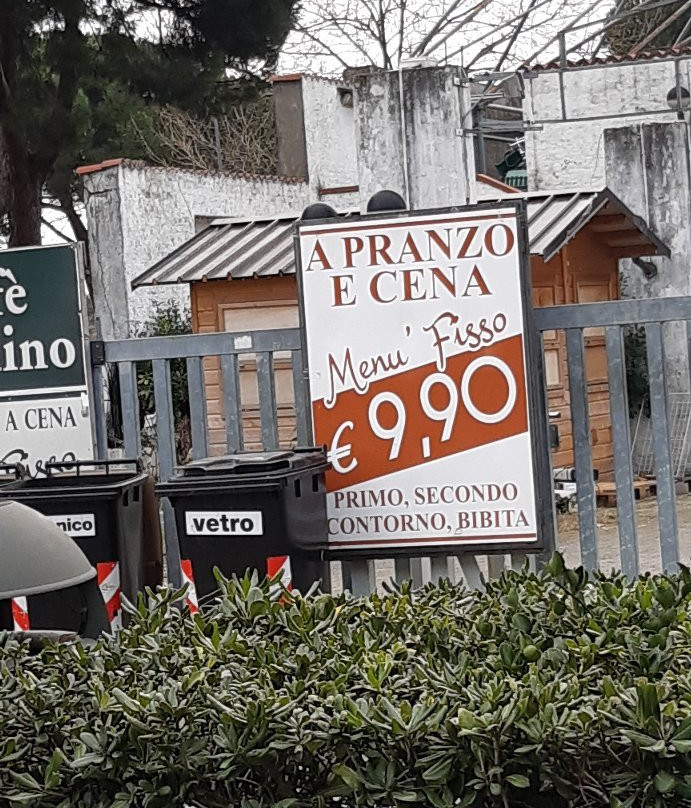 A PRANZO
E CENA
Menu' Fisso
€ 9,90
PRIMO, SECONDO
CONTORNO, BIBITA
A CENA
vetro